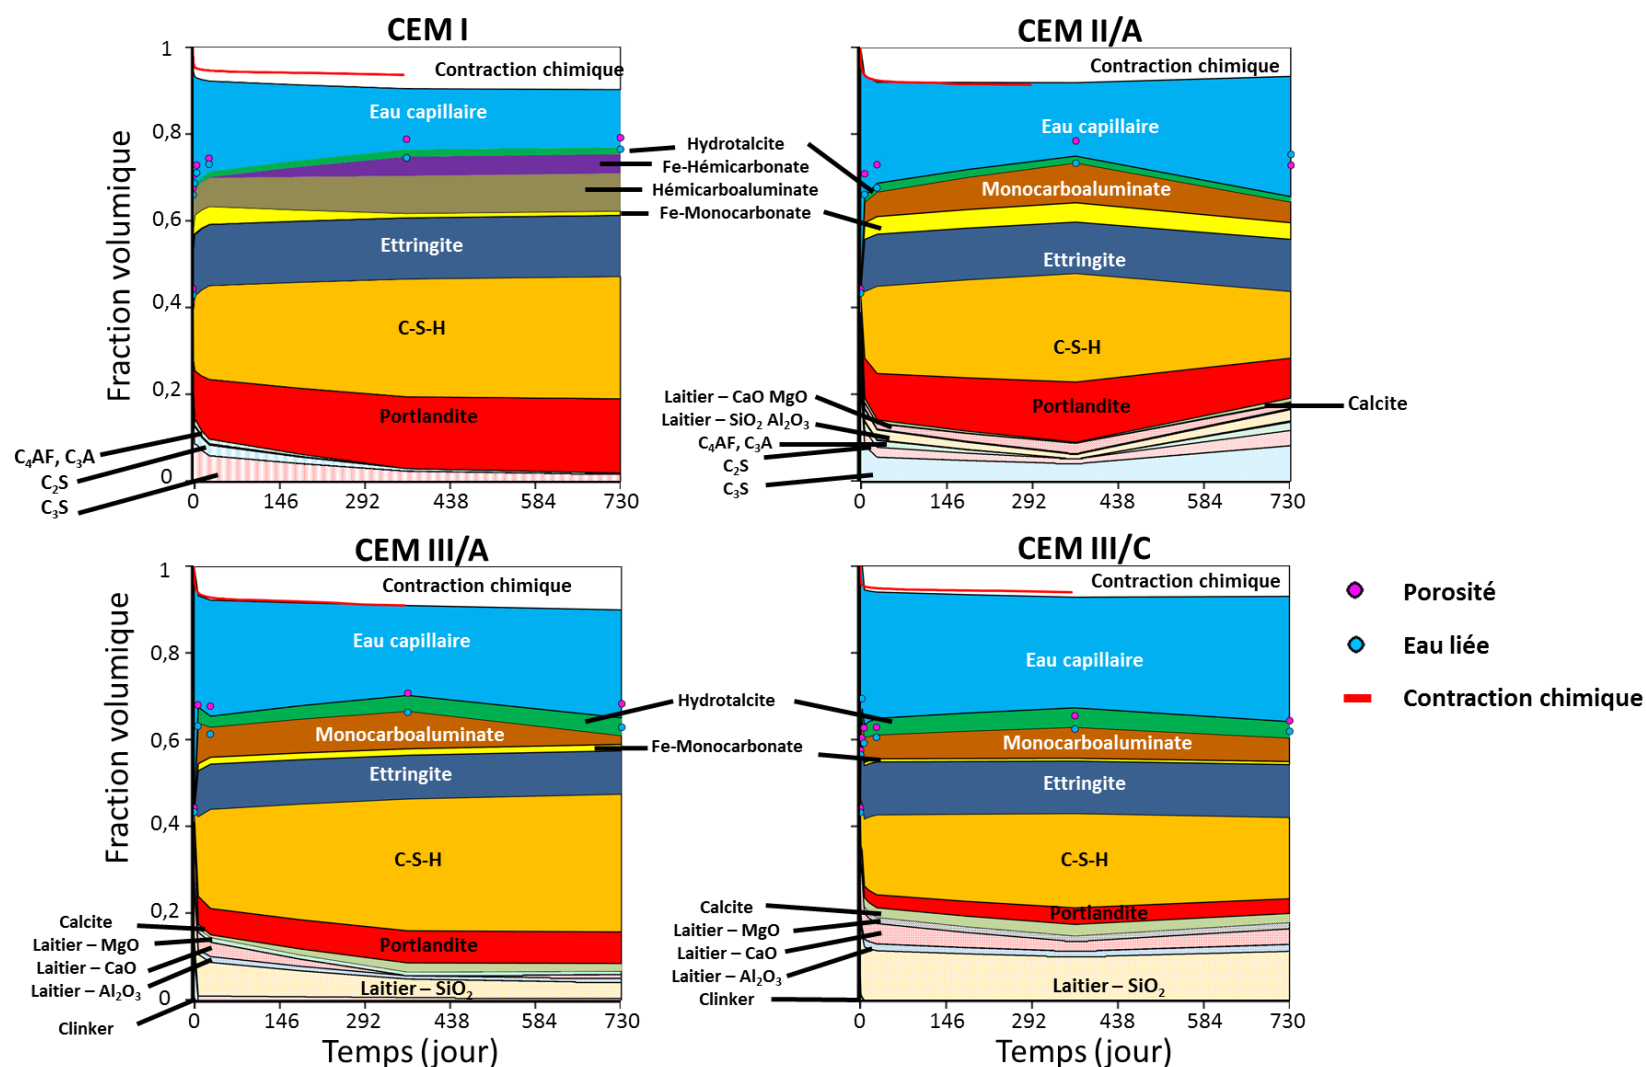 CEM I
CEM II/A
Fraction volumique
1
0,8
0,6
0,4
0,2
0
Contraction chimique
Eau capillaire
Ettringite
C-S-H
Portlandite
C₄AF, C₃A
C₂S
C₃S
0 146 292 438 584 730
Hydrotalcite
Fe-Hémicarbonate
Hémicarboaluminate
Fe-Monocarbonate
Contraction chimique
Eau capillaire
Monocarboaluminate
Ettringite
C-S-H
Portlandite
Laitier – CaO MgO
Laitier – SiO₂ Al₂O₃
C₄AF, C₃A
C₂S
C₃S
Calcite
0 146 292 438 584 730
CEM III/A
CEM III/C
Fraction volumique
1
0,8
0,6
0,4
0,2
0
Contraction chimique
Eau capillaire
Monocarboaluminate
Ettringite
C-S-H
Portlandite
Laitier – SiO₂
Calcite
Laitier – MgO
Laitier – CaO
Laitier – Al₂O₃
Clinker
0 146 292 438 584 730
Temps (jour)
Hydrotalcite
Fe-Monocarbonate
Contraction chimique
Eau capillaire
Monocarboaluminate
Ettringite
C-S-H
Portlandite
Laitier – SiO₂
Calcite
Laitier – MgO
Laitier – CaO
Laitier – Al₂O₃
Clinker
0 146 292 438 584 730
Temps (jour)
Porosité
Eau liée
Contraction chimique